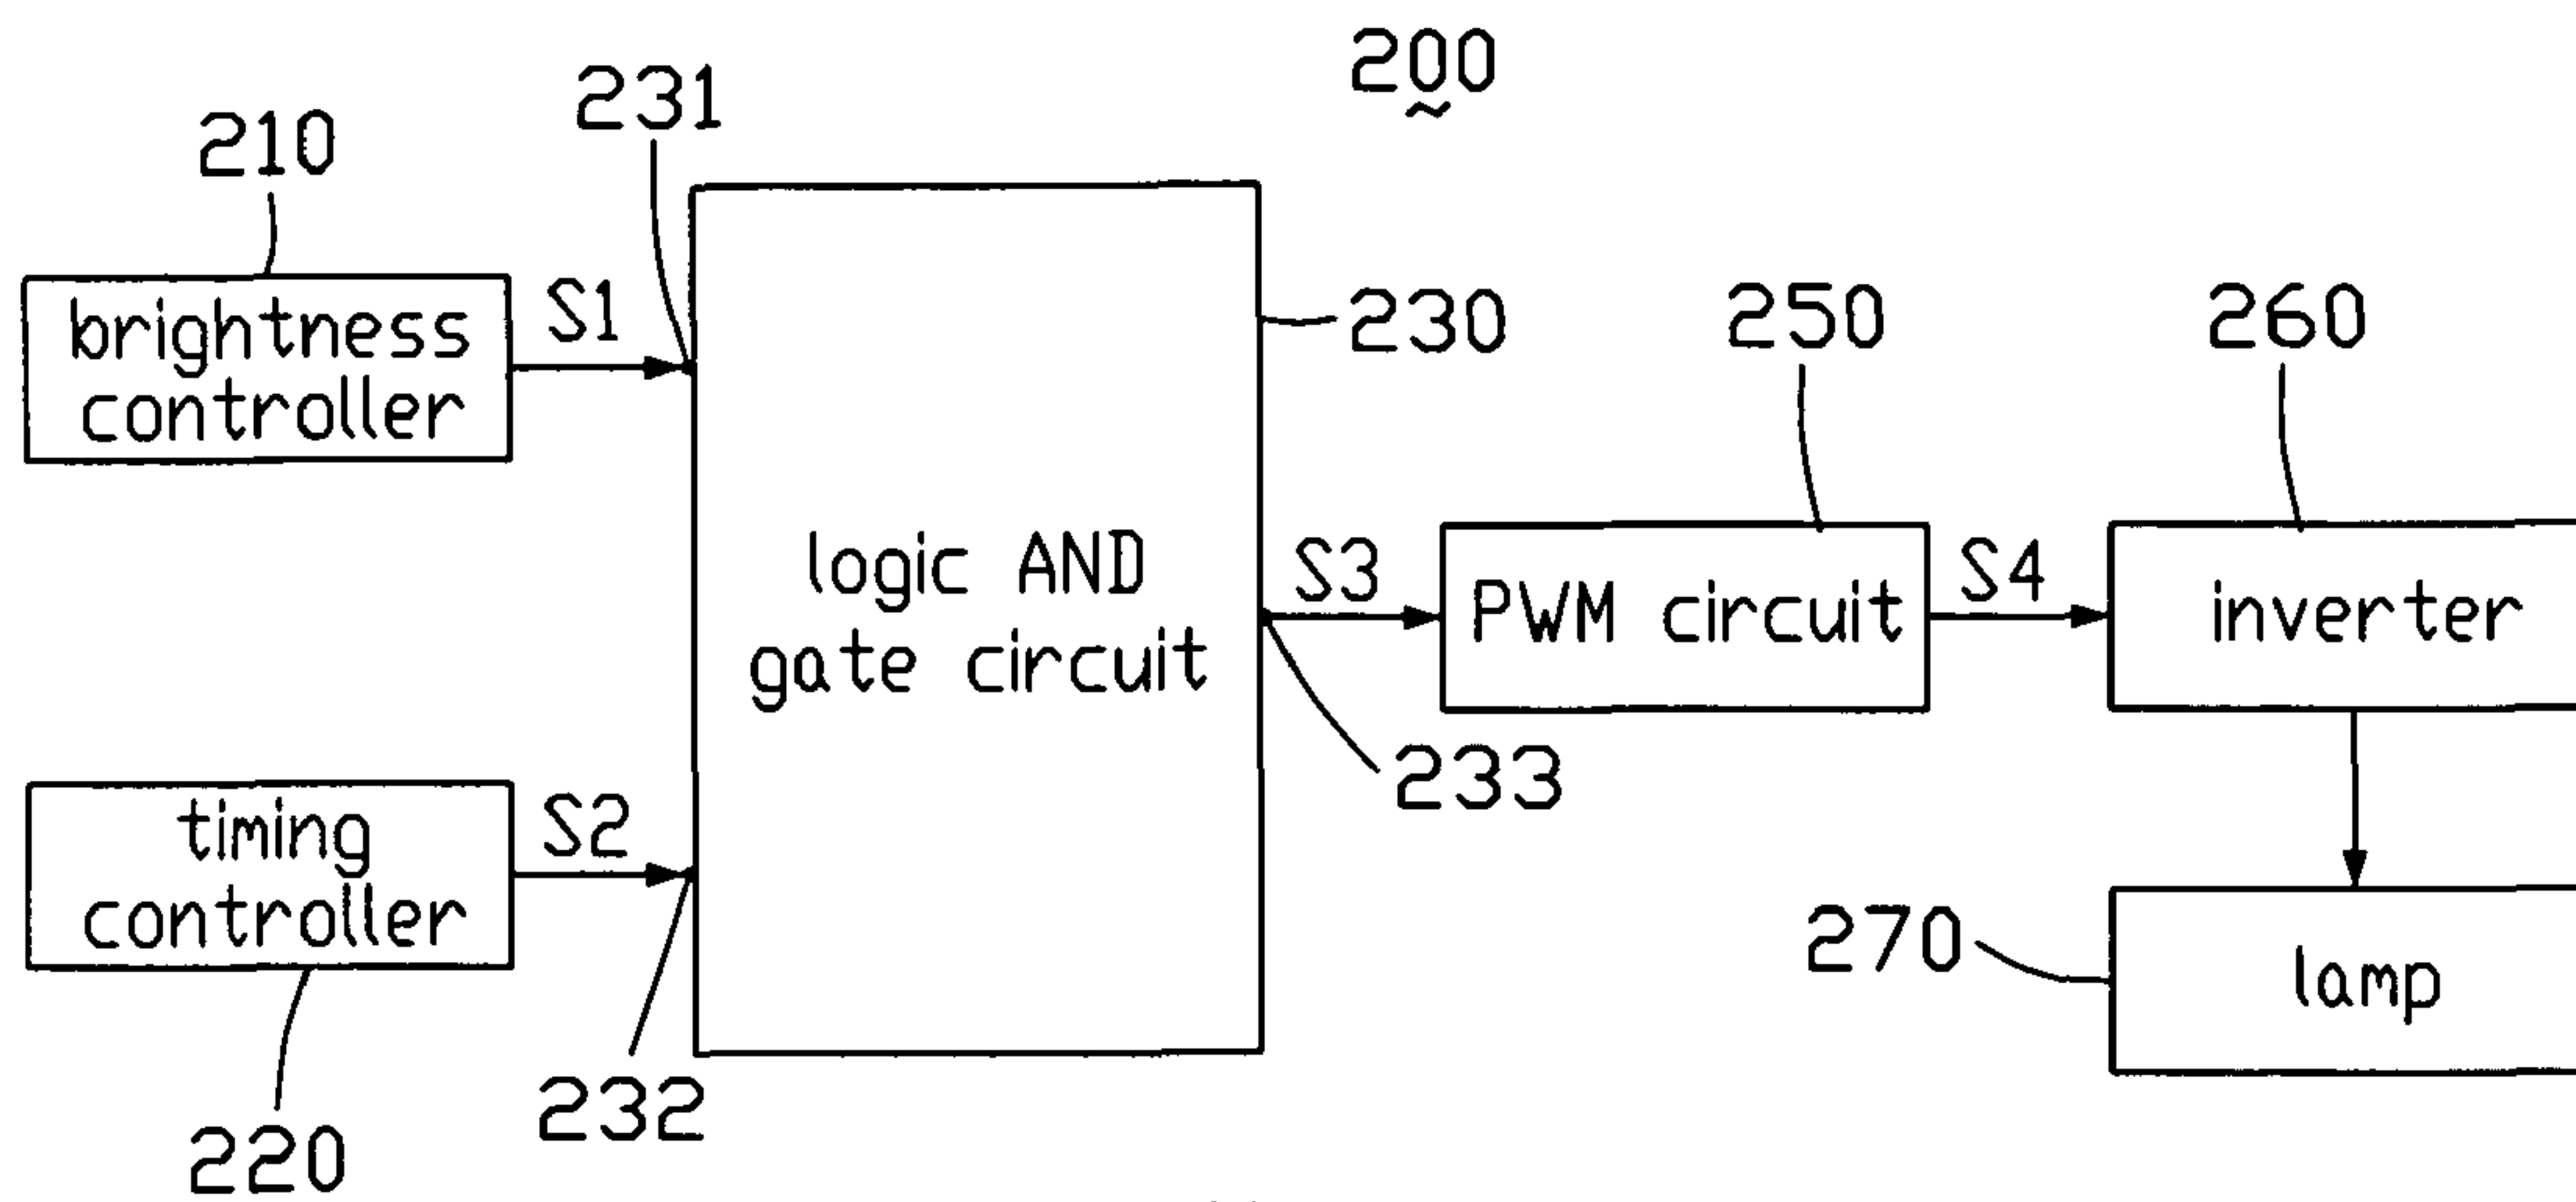 200
231
210
brightness
controller
S1
230
250
260
logic AND
gate circuit
S3
PWM circuit
S4
inverter
233
timing
controller
S2
270
lamp
232
220